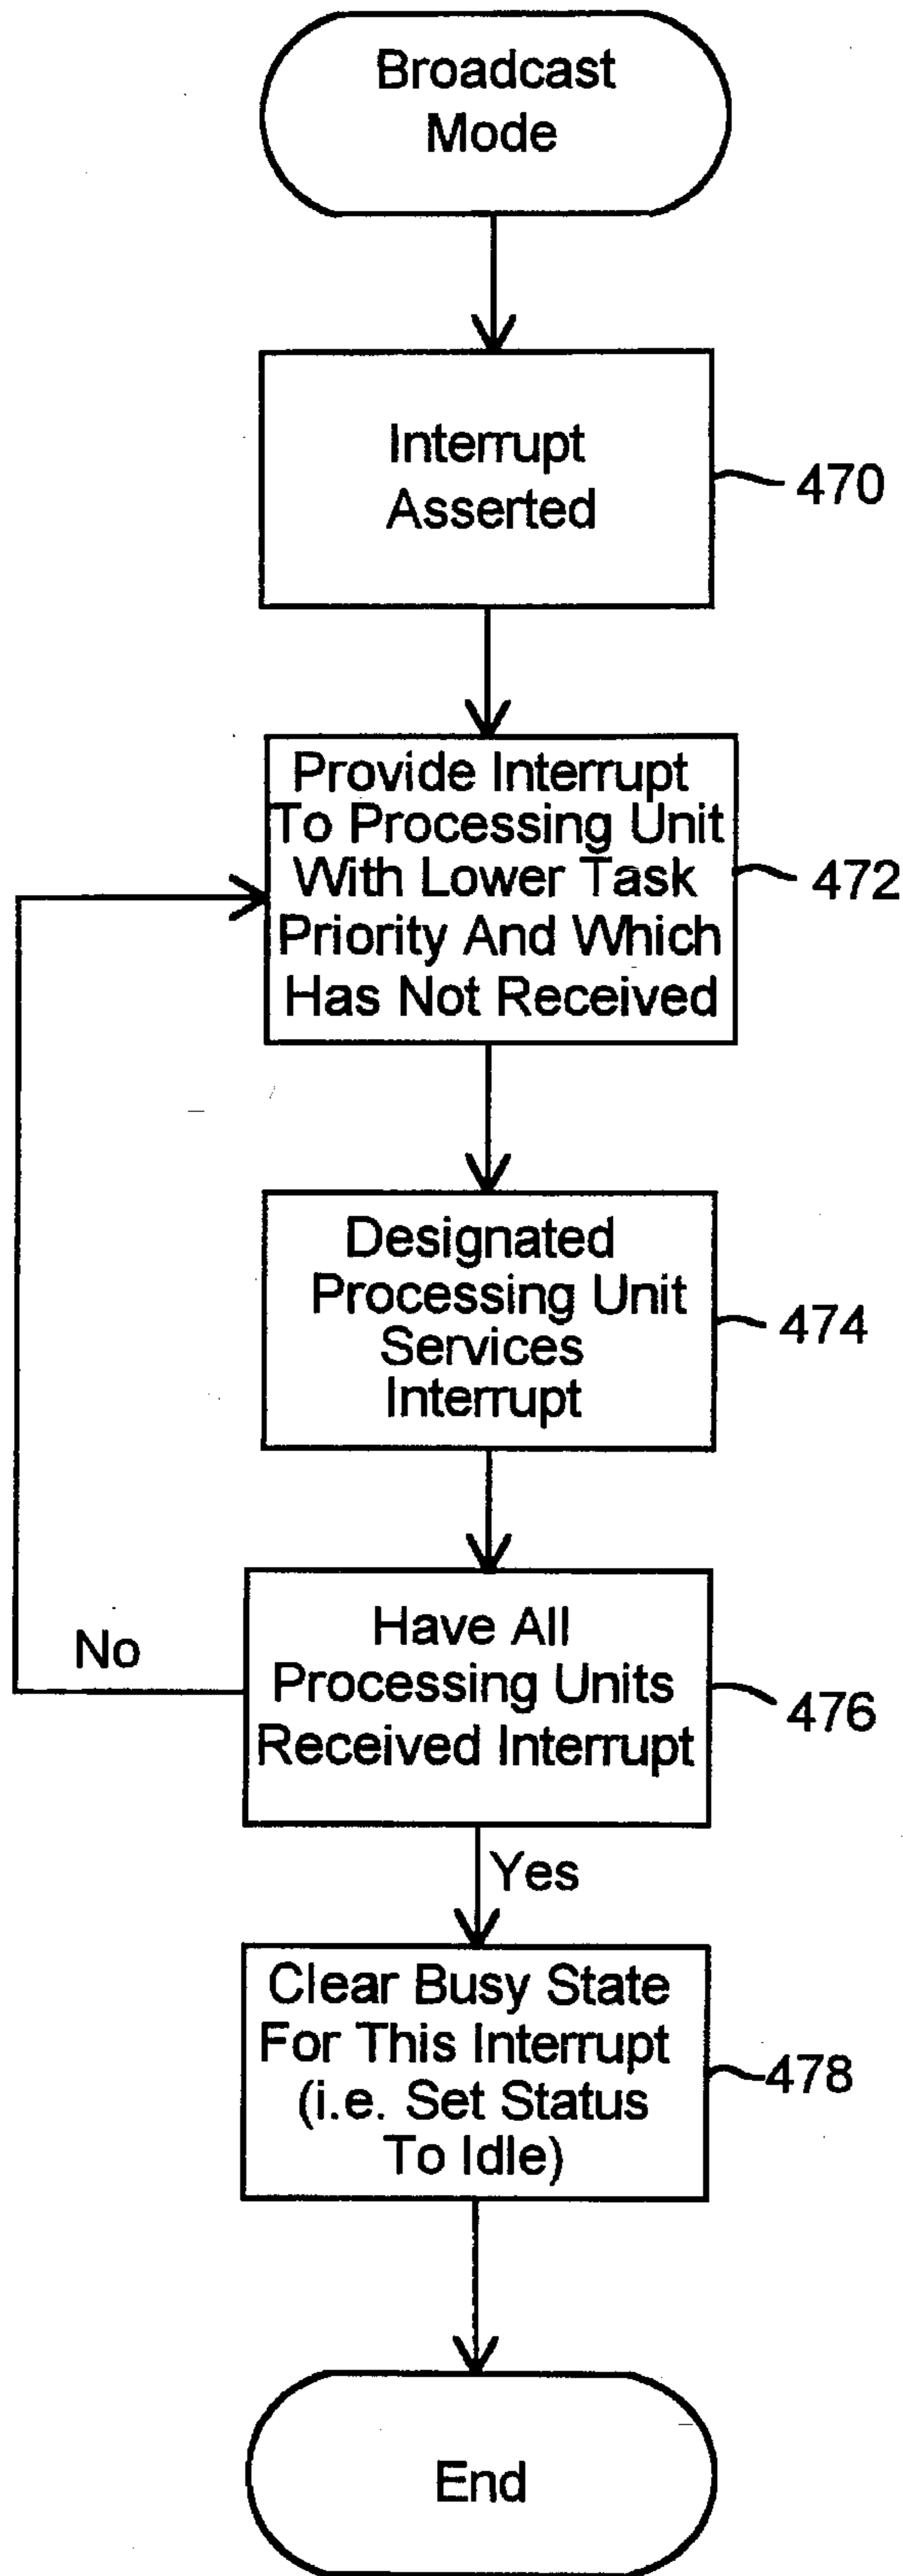 Broadcast
Mode
Interrupt
Asserted
470
Provide Interrupt
To Processing Unit
With Lower Task
Priority And Which
Has Not Received
472
Designated
Processing Unit
Services
Interrupt
474
Have All
Processing Units
Received Interrupt
476
No
Yes
Clear Busy State
For This Interrupt
(i.e. Set Status
To Idle)
478
End